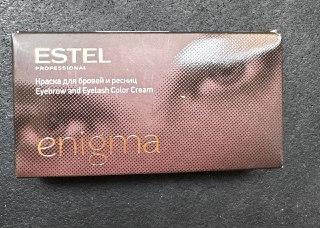 ESTEL
PROFESSIONAL
Краска для бровей и ресниц
Eyebrow and Eyelash Color Cream
enigma